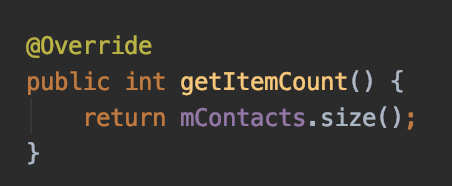 @Override
public int getItemCount() {
    return mContacts.size();
}